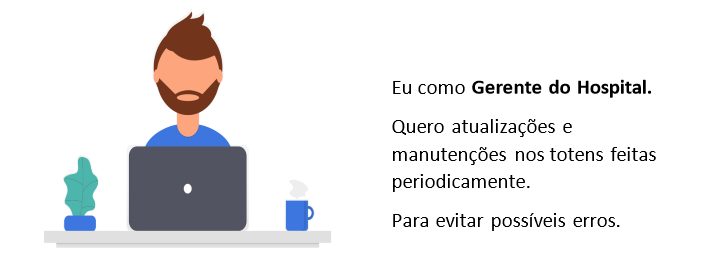 Eu como Gerente do Hospital.
Quero atualizações e
manutenções nos totens feitas
periodicamente.
Para evitar possíveis erros.